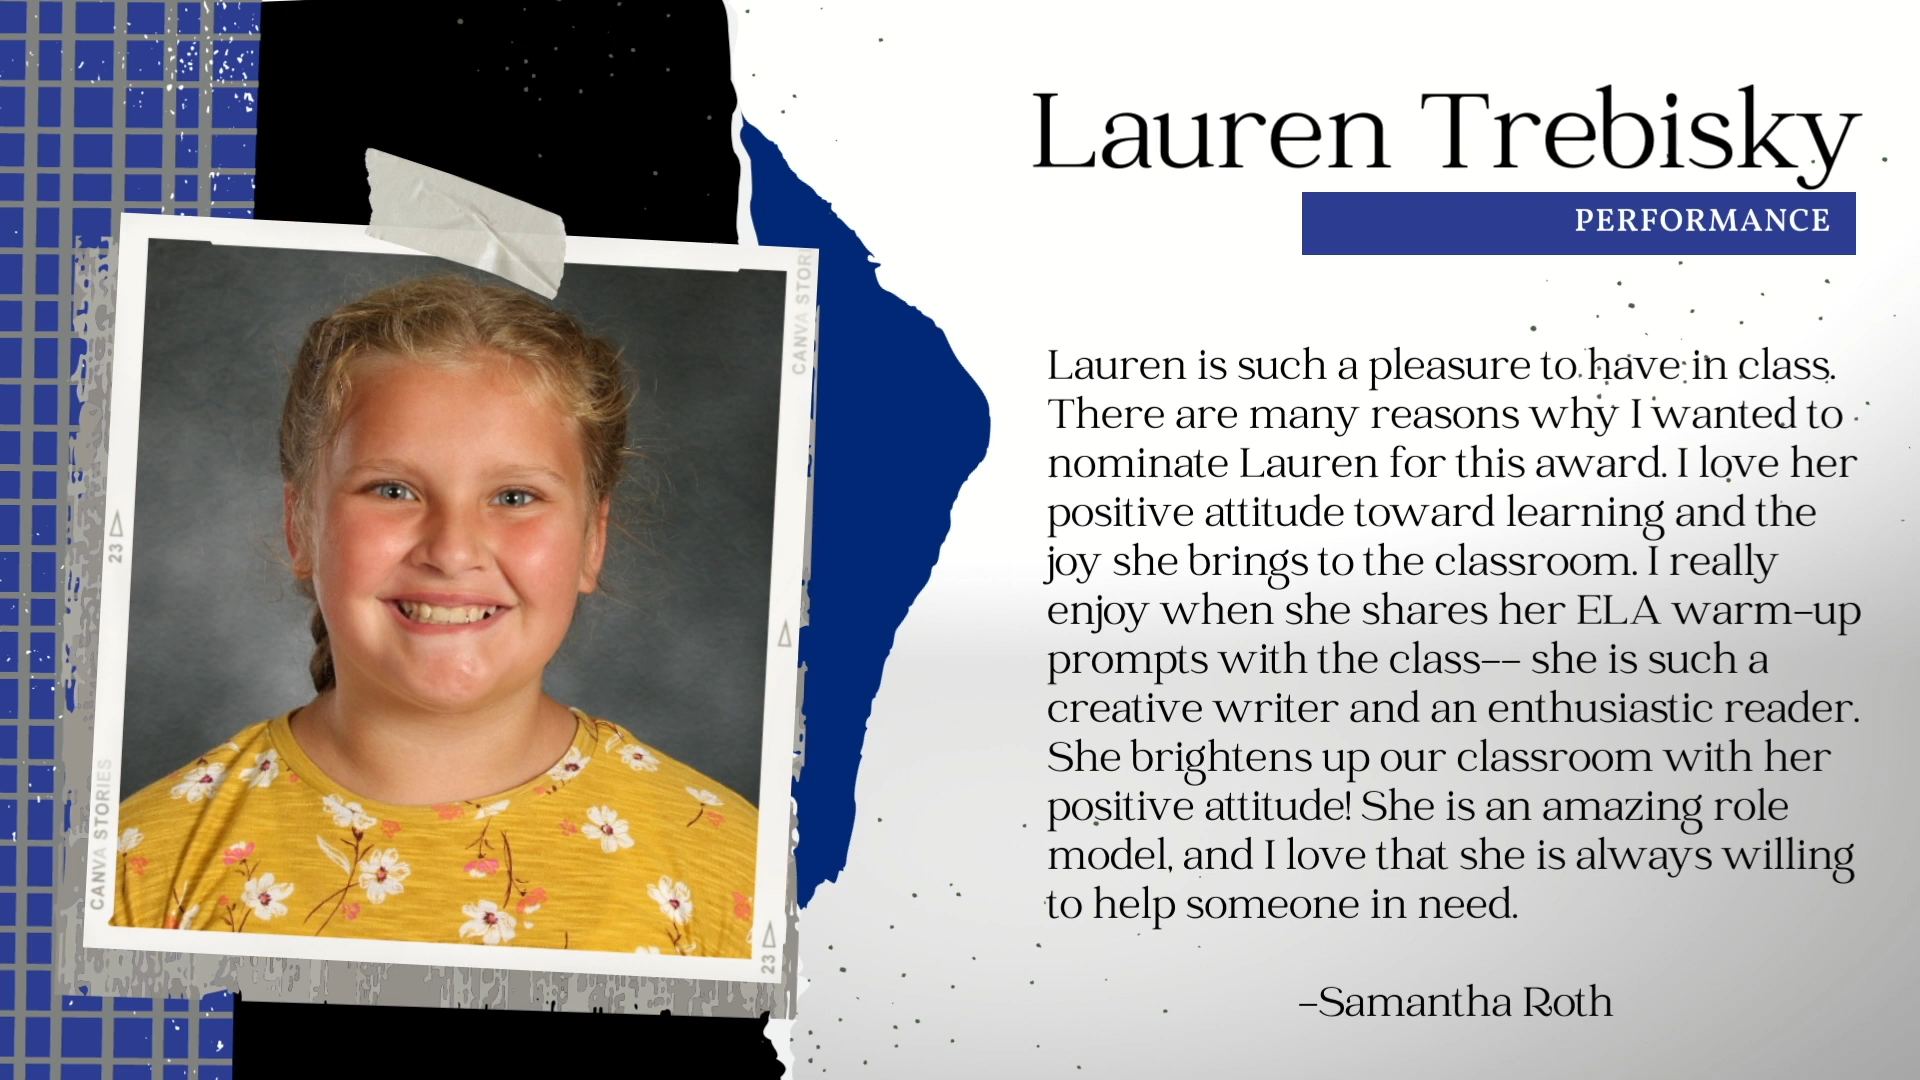 Lauren Trebisky
PERFORMANCE
Lauren is such a pleasure to have in class.
There are many reasons why I wanted to
nominate Lauren for this award. I love her
positive attitude toward learning and the
joy she brings to the classroom. I really
enjoy when she shares her ELA warm-up
prompts with the class-- she is such a
creative writer and an enthusiastic reader.
She brightens up our classroom with her
positive attitude! She is an amazing role
model, and I love that she is always willing
to help someone in need.
-Samantha Roth
CANVA STOR
23
CANVA STORIES
23